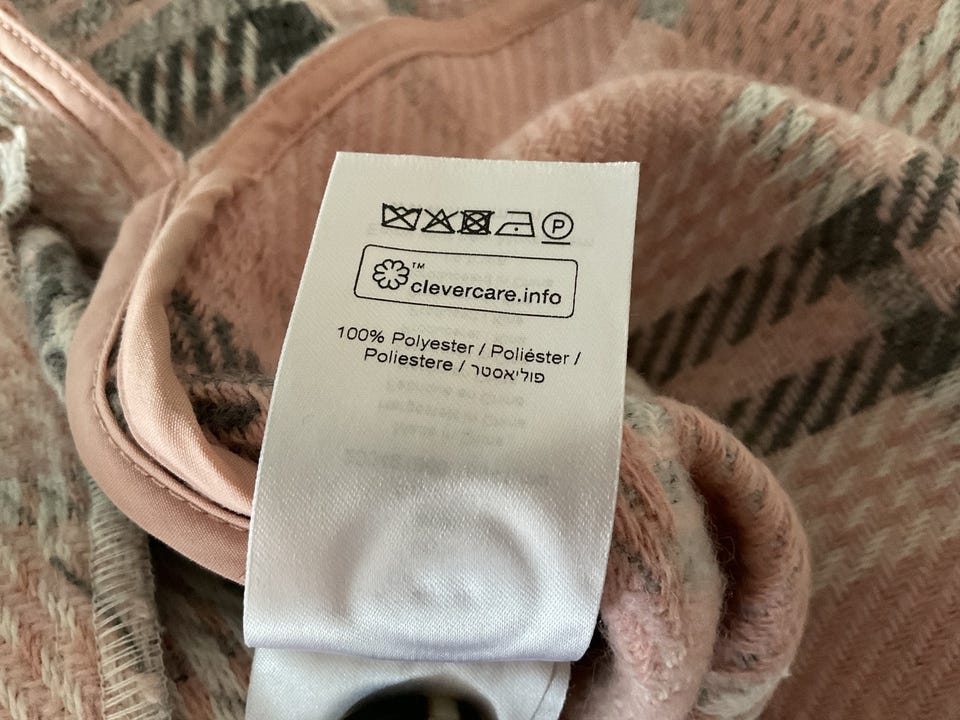 P
™
clevercare.info
100% Polyester / Poliéster /
Poliestere / פוליאסטר